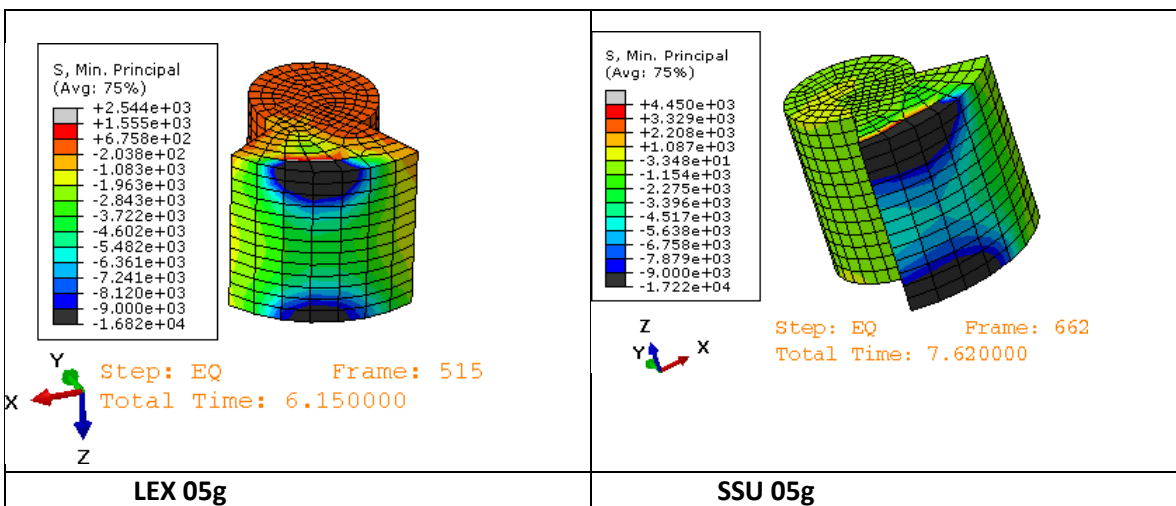 S, Min. Principal
(Avg: 75%)
+2.544e+03
+1.555e+03
+6.758e+02
-2.038e+02
-1.083e+03
-1.963e+03
-2.843e+03
-3.722e+03
-4.602e+03
-5.482e+03
-6.361e+03
-7.241e+03
-8.120e+03
-9.000e+03
-1.682e+04
Y
X
Z
Step: EQ Frame: 515
Total Time: 6.150000
LEX 05g
S, Min. Principal
(Avg: 75%)
+4.450e+03
+3.329e+03
+2.208e+03
+1.087e+03
-3.348e+01
-1.154e+03
-2.275e+03
-3.396e+03
-4.517e+03
-5.638e+03
-6.758e+03
-7.879e+03
-9.000e+03
-1.722e+04
Z
Y
X
Step: EQ Frame: 662
Total Time: 7.620000
SSU 05g